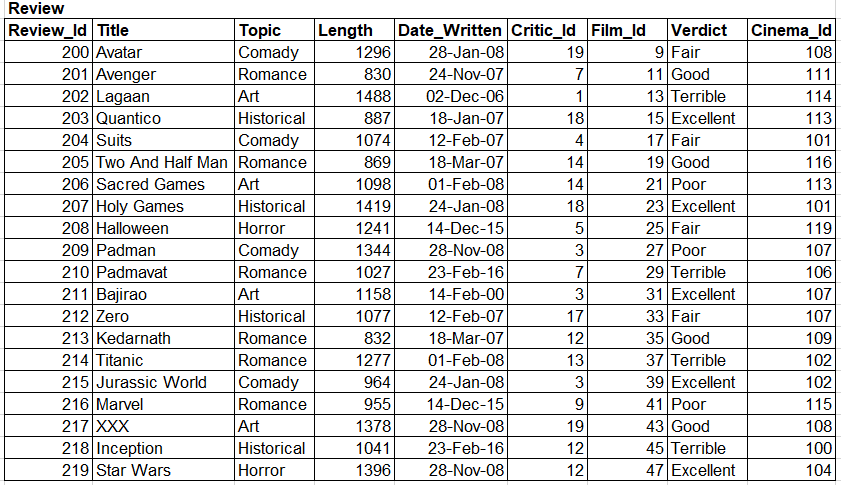 Review
Review_Id Title Topic Length Date_Written Critic_Id Film_Id Verdict Cinema_Id
200 Avatar Comady 1296 28-Jan-08 19 9 Fair 108
201 Avenger Romance 830 24-Nov-07 7 11 Good 111
202 Lagaan Art 1488 02-Dec-06 1 13 Terrible 114
203 Quantico Historical 887 18-Jan-07 18 15 Excellent 113
204 Suits Comady 1074 12-Feb-07 4 17 Fair 101
205 Two And Half Man Romance 869 18-Mar-07 14 19 Good 116
206 Sacred Games Art 1098 01-Feb-08 14 21 Poor 113
207 Holy Games Historical 1419 24-Jan-08 18 23 Excellent 101
208 Halloween Horror 1241 14-Dec-15 5 25 Fair 119
209 Padman Comady 1344 28-Nov-08 3 27 Poor 107
210 Padmavat Romance 1027 23-Feb-16 7 29 Terrible 106
211 Bajirao Art 1158 14-Feb-00 3 31 Excellent 107
212 Zero Historical 1077 12-Feb-07 17 33 Fair 107
213 Kedarnath Romance 832 18-Mar-07 12 35 Good 109
214 Titanic Romance 1277 01-Feb-08 13 37 Terrible 102
215 Jurassic World Comady 964 24-Jan-08 3 39 Excellent 102
216 Marvel Romance 955 14-Dec-15 9 41 Poor 115
217 XXX Art 1378 28-Nov-08 19 43 Good 108
218 Inception Historical 1041 23-Feb-16 12 45 Terrible 100
219 Star Wars Horror 1396 28-Nov-08 12 47 Excellent 104